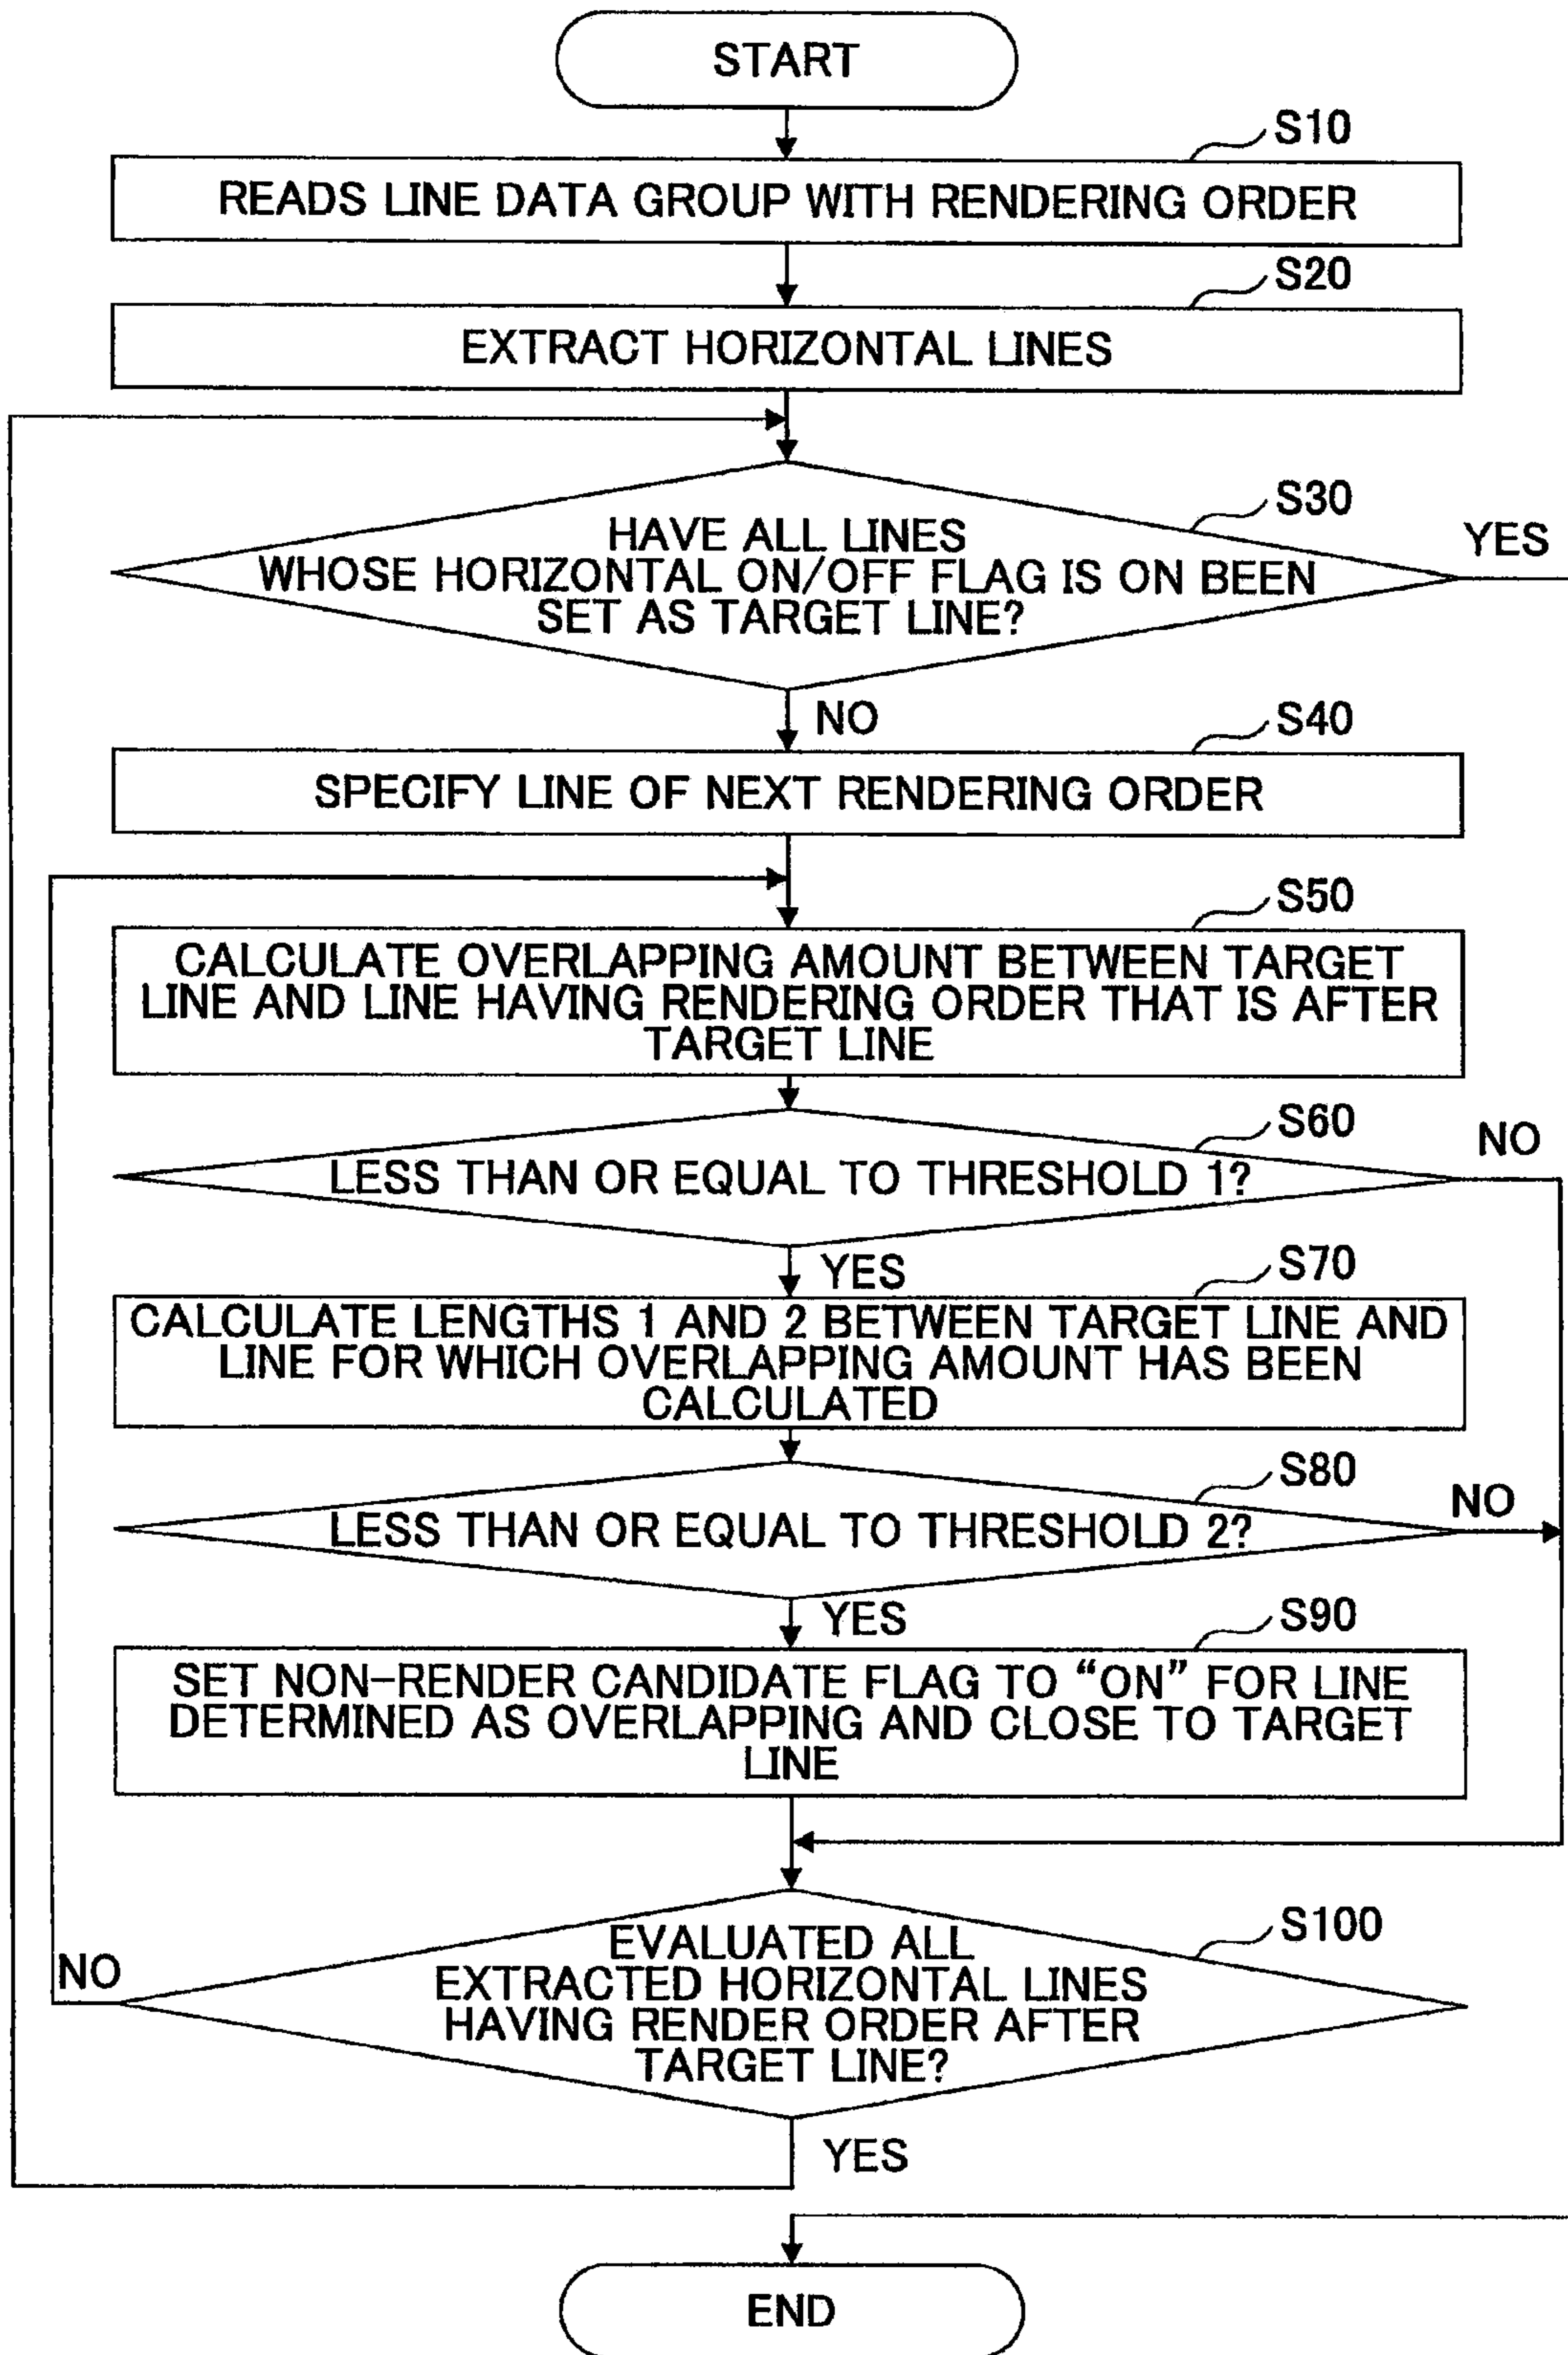 START
S10
READS LINE DATA GROUP WITH RENDERING ORDER
S20
EXTRACT HORIZONTAL LINES
S30
HAVE ALL LINES
WHOSE HORIZONTAL ON/OFF FLAG IS ON BEEN
SET AS TARGET LINE?
YES
NO
S40
SPECIFY LINE OF NEXT RENDERING ORDER
S50
CALCULATE OVERLAPPING AMOUNT BETWEEN TARGET
LINE AND LINE HAVING RENDERING ORDER THAT IS AFTER
TARGET LINE
S60
LESS THAN OR EQUAL TO THRESHOLD 1?
NO
YES
S70
CALCULATE LENGTHS 1 AND 2 BETWEEN TARGET LINE AND
LINE FOR WHICH OVERLAPPING AMOUNT HAS BEEN
CALCULATED
S80
LESS THAN OR EQUAL TO THRESHOLD 2?
NO
YES
S90
SET NON-RENDER CANDIDATE FLAG TO “ON” FOR LINE
DETERMINED AS OVERLAPPING AND CLOSE TO TARGET
LINE
S100
EVALUATED ALL
EXTRACTED HORIZONTAL LINES
HAVING RENDER ORDER AFTER
TARGET LINE?
NO
YES
END